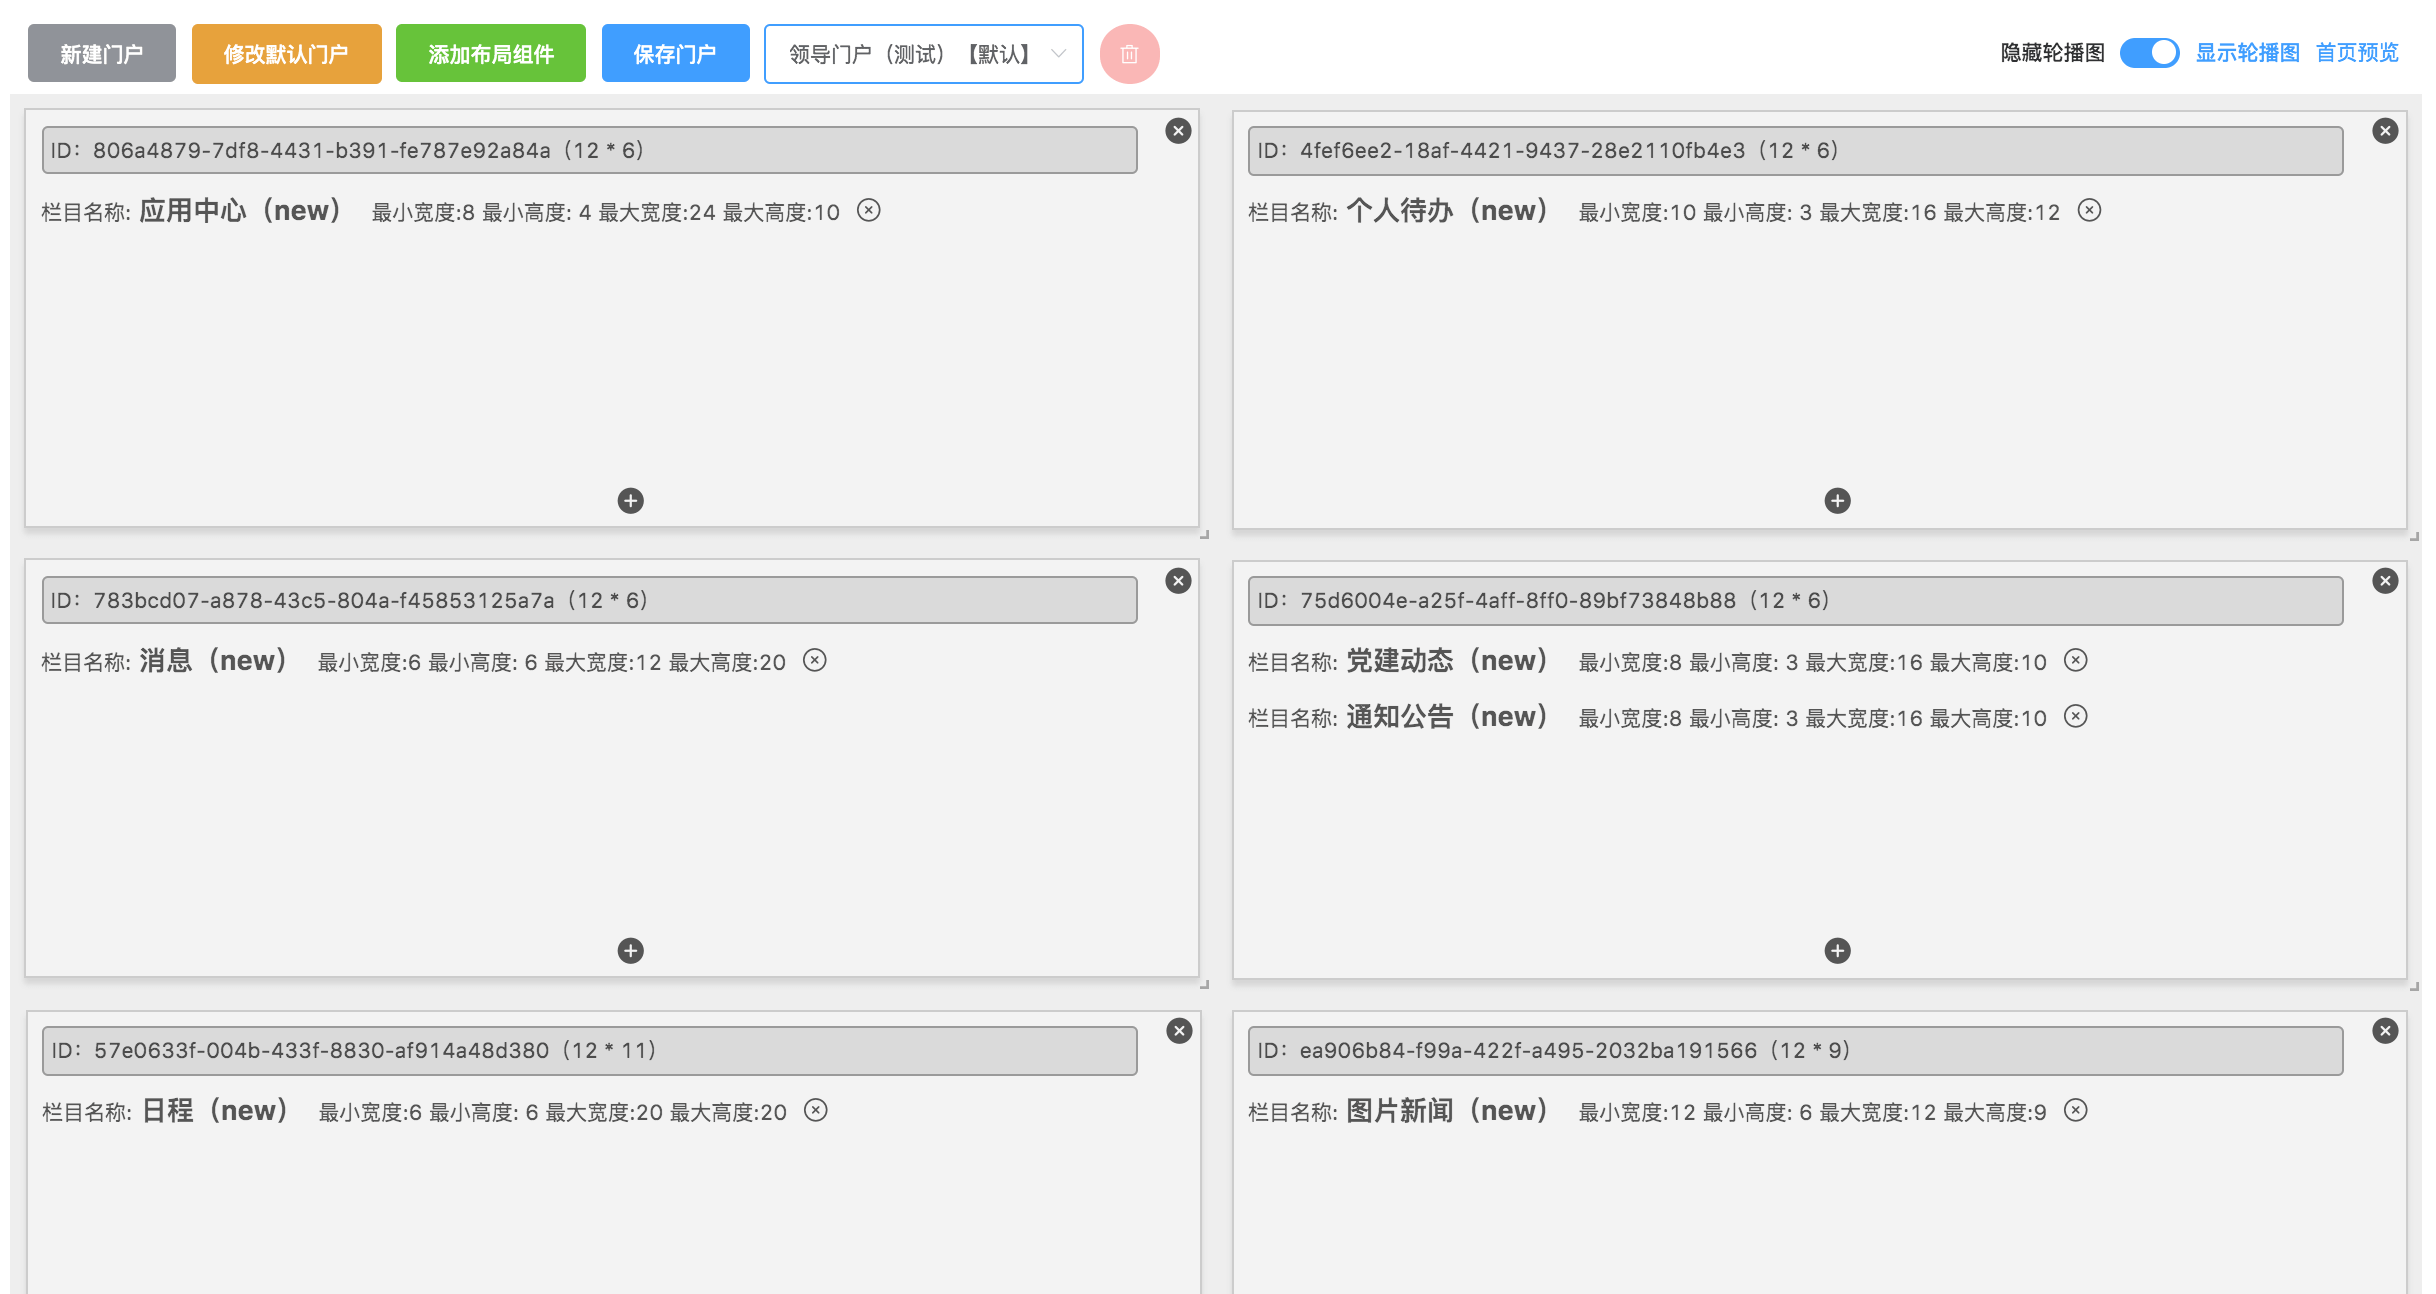 新建门户 修改默认门户 添加布局组件 保存门户 领导门户（测试）【默认】 隐藏轮播图 显示轮播图 首页预览
ID：806a4879-7df8-4431-b391-fe787e92a84a（12 * 6）
栏目名称: 应用中心（new） 最小宽度:8 最小高度: 4 最大宽度:24 最大高度:10
ID：4fef6ee2-18af-4421-9437-28e2110fb4e3（12 * 6）
栏目名称: 个人待办（new） 最小宽度:10 最小高度: 3 最大宽度:16 最大高度:12
ID：783bcd07-a878-43c5-804a-f45853125a7a（12 * 6）
栏目名称: 消息（new） 最小宽度:6 最小高度: 6 最大宽度:12 最大高度:20
ID：75d6004e-a25f-4aff-8ff0-89bf73848b88（12 * 6）
栏目名称: 党建动态（new） 最小宽度:8 最小高度: 3 最大宽度:16 最大高度:10
栏目名称: 通知公告（new） 最小宽度:8 最小高度: 3 最大宽度:16 最大高度:10
ID：57e0633f-004b-433f-8830-af914a48d380（12 * 11）
栏目名称: 日程（new） 最小宽度:6 最小高度: 6 最大宽度:20 最大高度:20
ID：ea906b84-f99a-422f-a495-2032ba191566（12 * 9）
栏目名称: 图片新闻（new） 最小宽度:12 最小高度: 6 最大宽度:12 最大高度:9